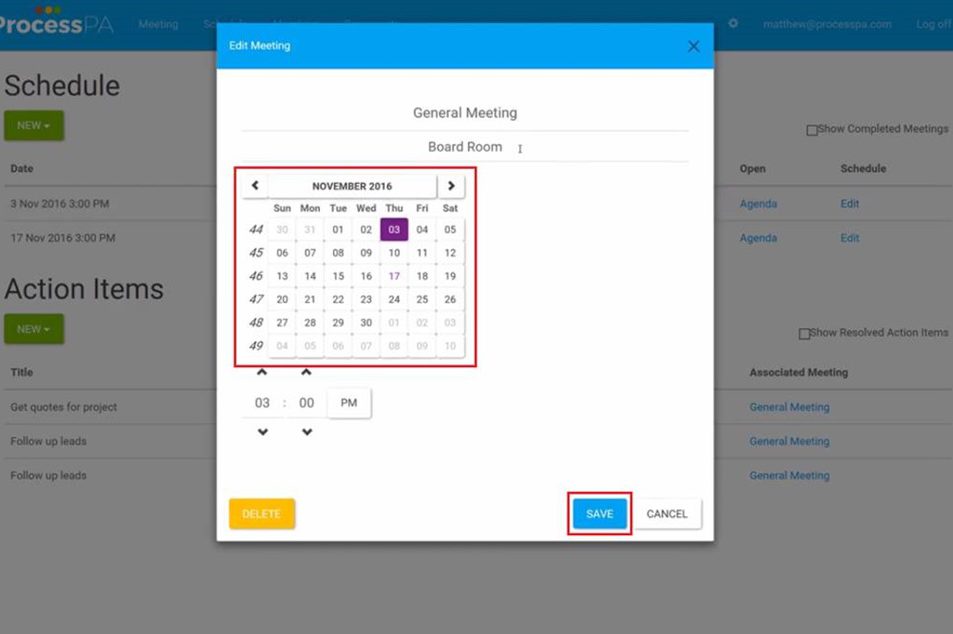 ProcessPA Meeting matthew@processpa.com Log off
Schedule
NEW
Show Completed Meetings
Date Open Schedule
3 Nov 2016 3:00 PM Agenda Edit
17 Nov 2016 3:00 PM Agenda Edit
Action Items
NEW
Show Resolved Action Items
Title Associated Meeting
Get quotes for project General Meeting
Follow up leads General Meeting
Follow up leads General Meeting
Edit Meeting
General Meeting
Board Room
NOVEMBER 2016
Sun Mon Tue Wed Thu Fri Sat
44 30 31 01 02 03 04 05
45 06 07 08 09 10 11 12
46 13 14 15 16 17 18 19
47 20 21 22 23 24 25 26
48 27 28 29 30 01 02 03
49 04 05 06 07 08 09 10
03 : 00 PM
DELETE SAVE CANCEL